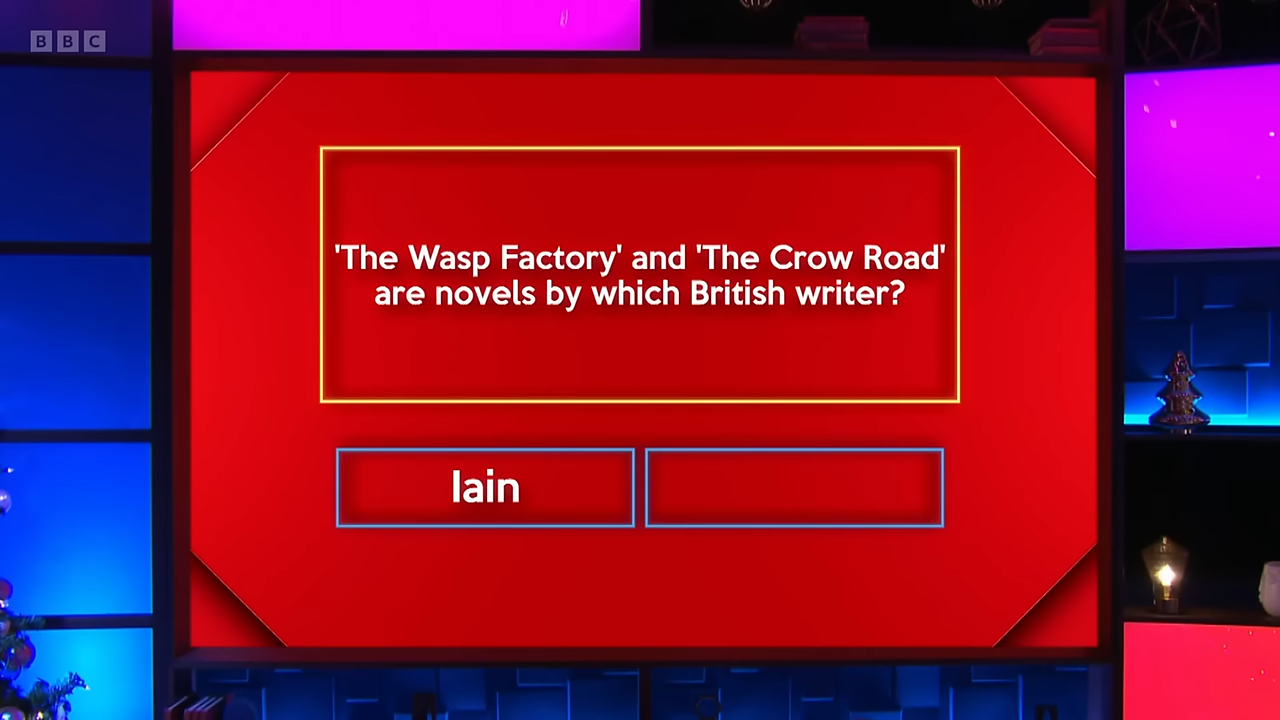 BBC
'The Wasp Factory' and 'The Crow Road'
are novels by which British writer?
Iain